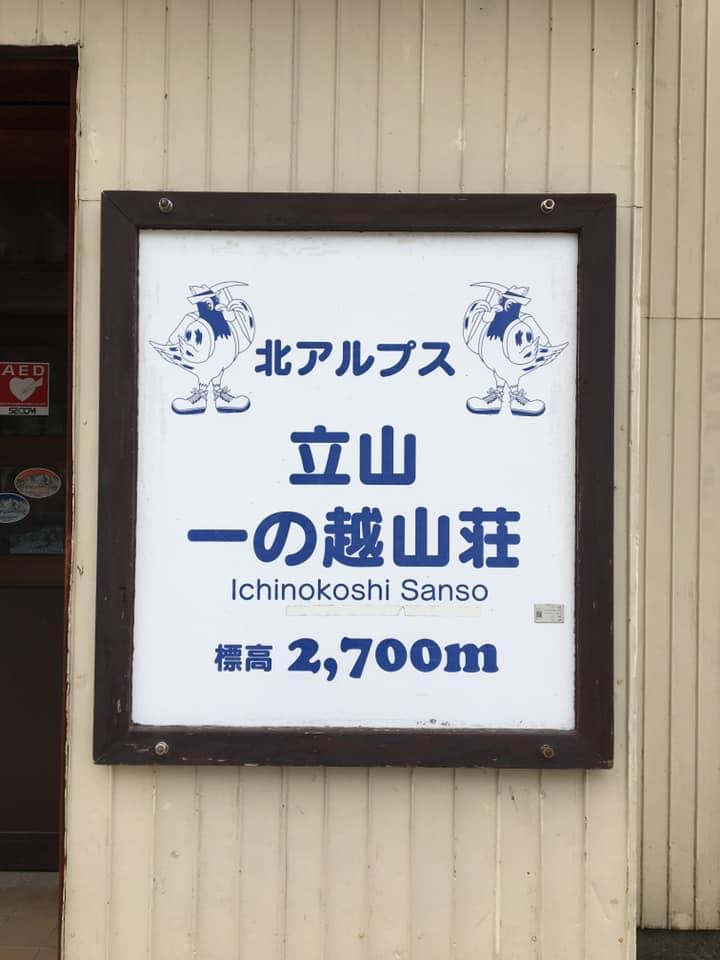 北アルプス
立山
一の越山荘
Ichinokoshi Sanso
標高 2,700m
AED
SECOM